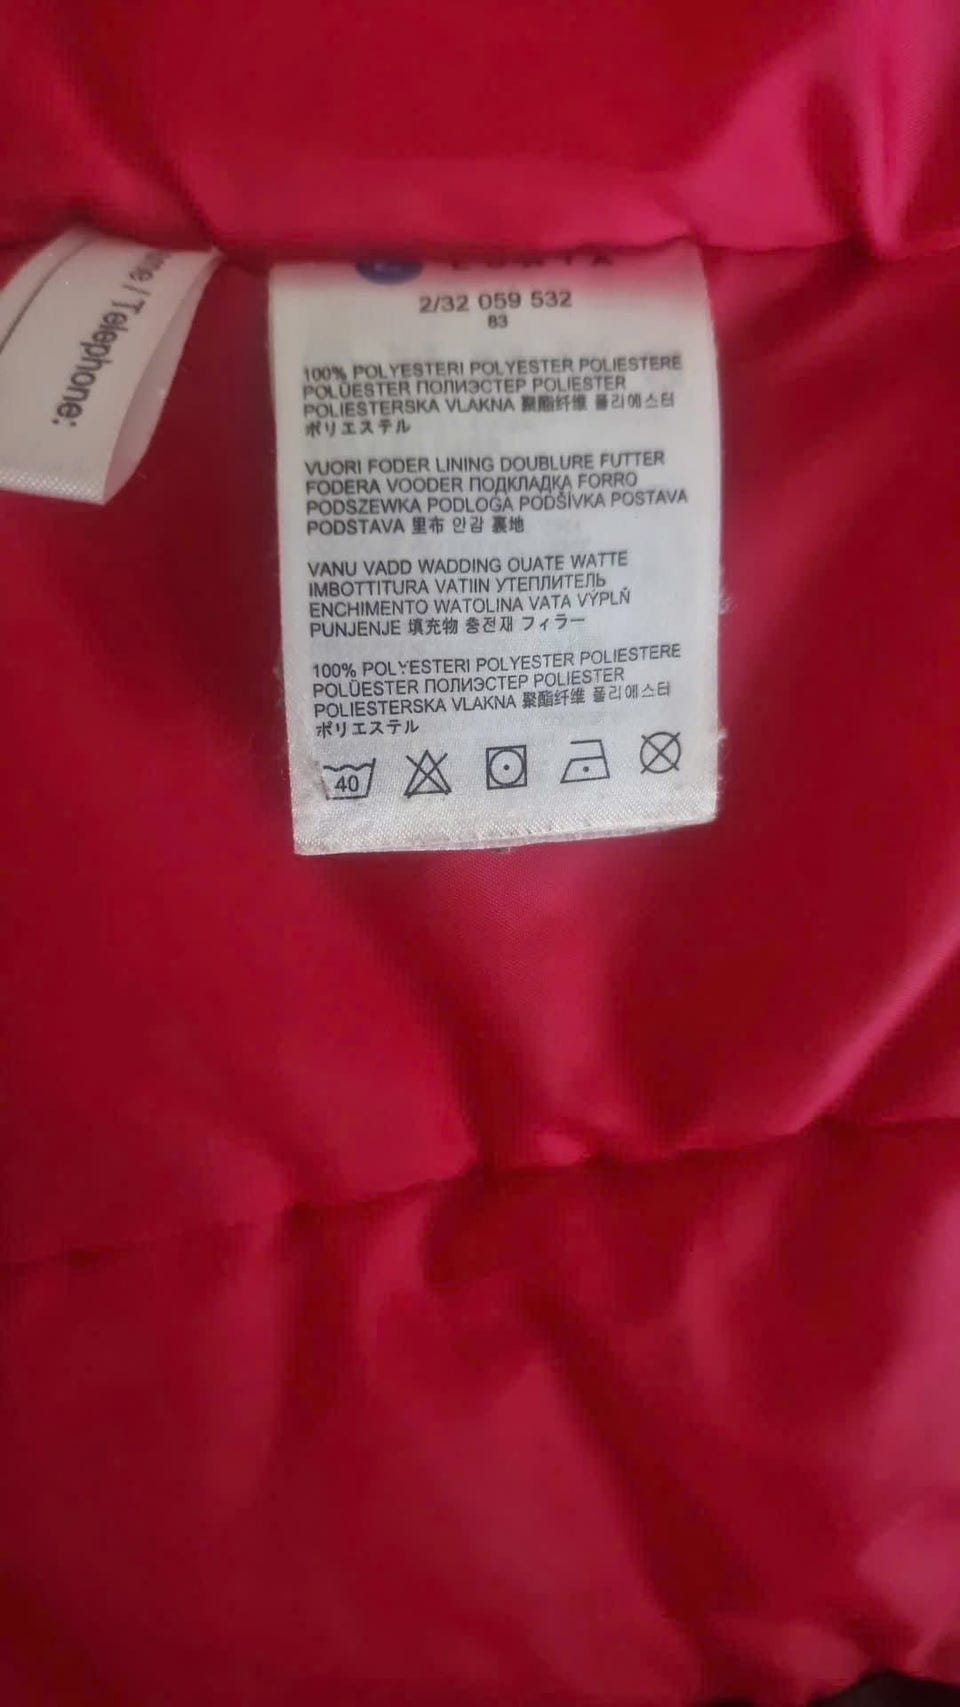 Telephone:
one / Telephone:
2/32 059 532
83
100% POLYESTERI POLYESTER POLIESTERE
POLÜESTER ПОЛИЭСТЕР POLIESTER
POLIESTERSKA VLAKNA 聚酯纤维 폴리에스터
ポリエステル
VUORI FODER LINING DOUBLURE FUTTER
FODERA VOODER ПОДКЛАДКА FORRO
PODSZEWKA PODLOGA PODŠÍVKA POSTAVA
PODSTAVA 里布 안감 裏地
VANU VADD WADDING OUATE WATTE
IMBOTTITURA VATIIN УТЕПЛИТЕЛЬ
ENCHIMENTO WATOLINA VATA VÝPLŇ
PUNJENJE 填充物 충전재 フィラー
100% POLYESTERI POLYESTER POLIESTERE
POLÜESTER ПОЛИЭСТЕР POLIESTER
POLIESTERSKA VLAKNA 聚酯纤维 폴리에스터
ポリエステル
40